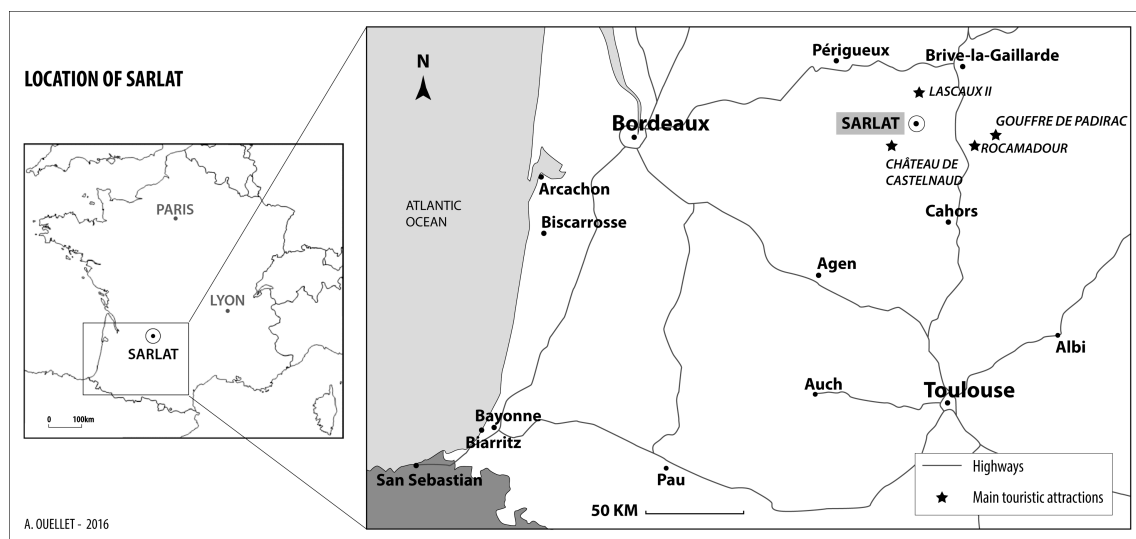 LOCATION OF SARLAT
PARIS
LYON
SARLAT
0 100km
A. OUELLET - 2016
N
Périgueux
Brive-la-Gaillarde
LASCAUX II
Bordeaux
SARLAT
GOUFFRE DE PADIRAC
ROCAMADOUR
CHÂTEAU DE
CASTELNAUD
Arcachon
ATLANTIC
OCEAN
Biscarrosse
Cahors
Agen
Albi
Auch
Toulouse
Bayonne
Biarritz
San Sebastian
Pau
50 KM
Highways
Main touristic attractions